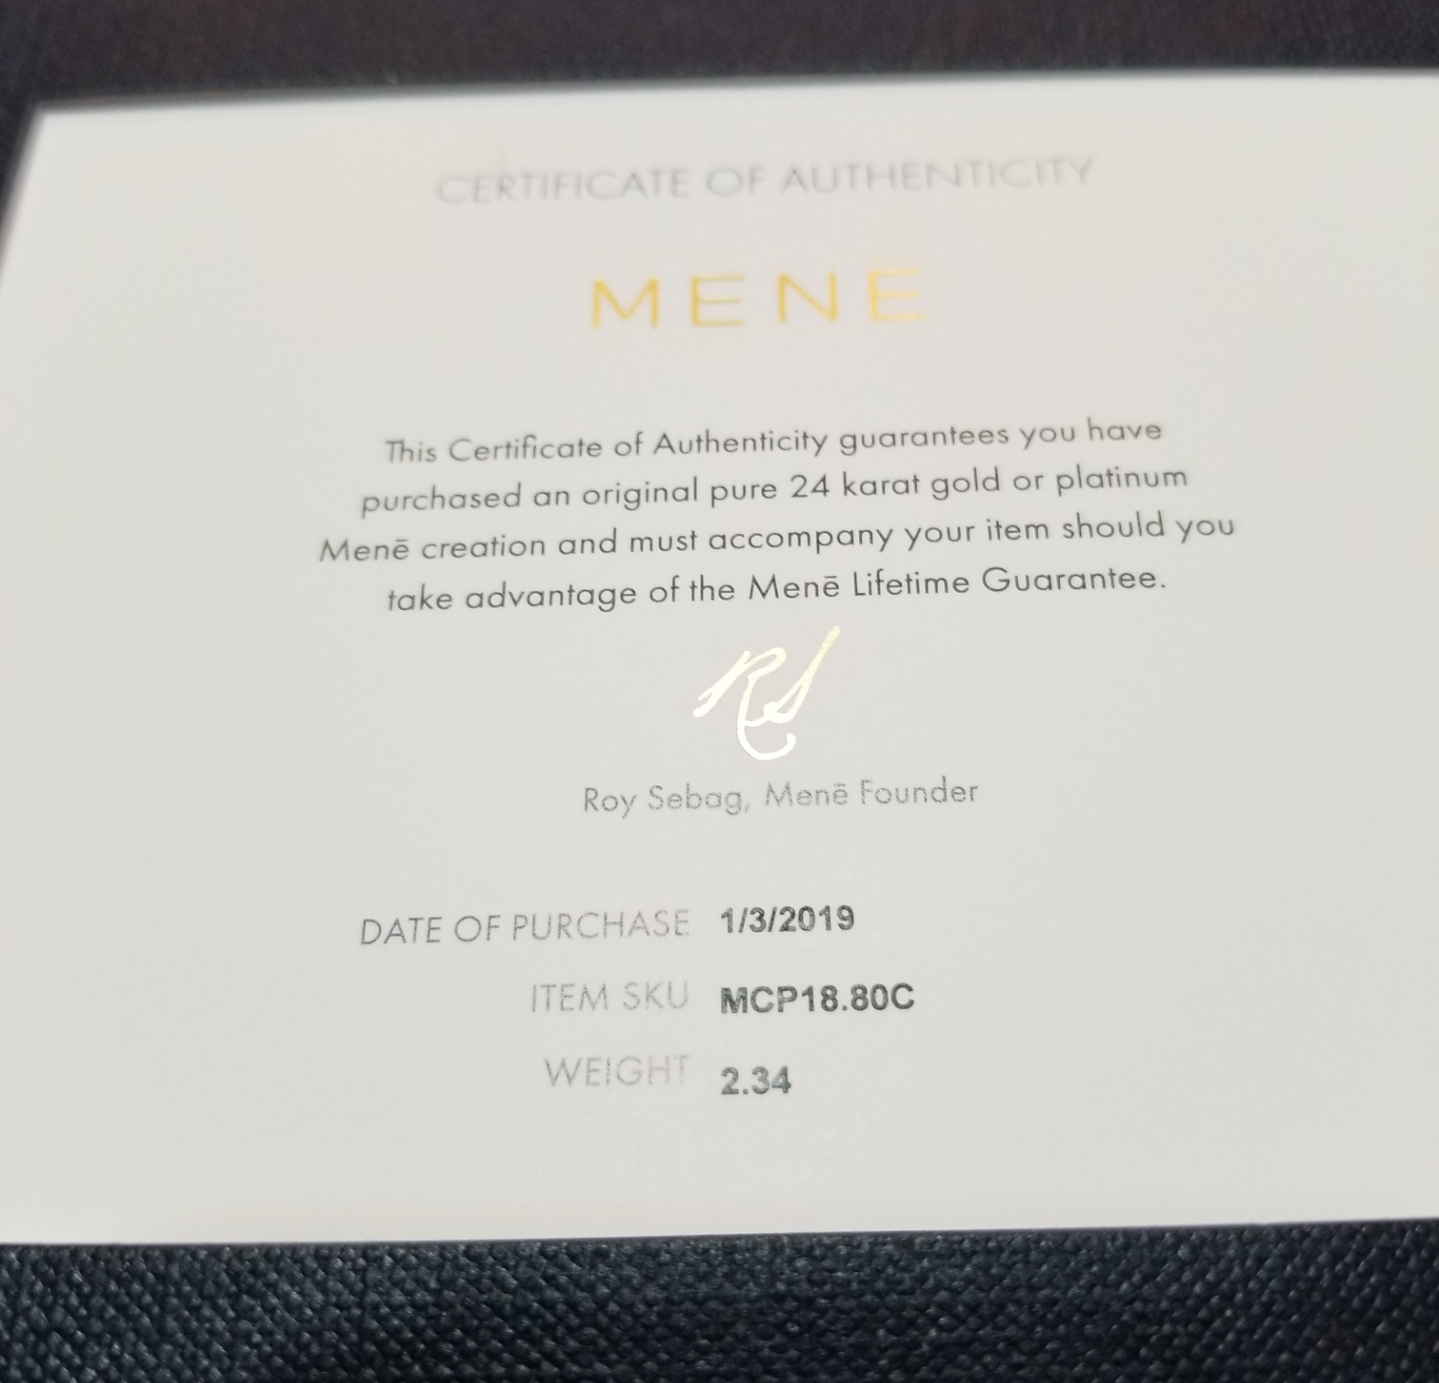 CERTIFICATE OF AUTHENTICITY
MENĒ
This Certificate of Authenticity guarantees you have
purchased an original pure 24 karat gold or platinum
Menē creation and must accompany your item should you
take advantage of the Menē Lifetime Guarantee.
RS
Roy Sebag, Menē Founder
DATE OF PURCHASE 1/3/2019
ITEM SKU MCP18.80C
WEIGHT 2.34